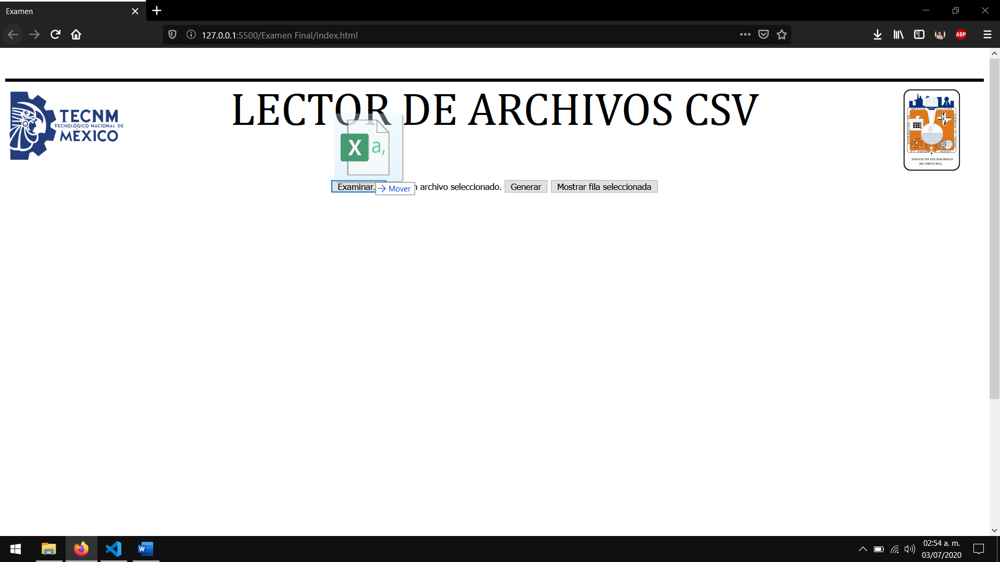 Examen
127.0.0.1:5500/Examen Final/index.html
ABP
LECTOR DE ARCHIVOS CSV
TECNM
TECNOLÓGICO NACIONAL DE
MÉXICO
X a,
INSTITUTO TECNOLÓGICO
DE CHETUMAL
Examinar. archivo seleccionado. Generar Mostrar fila seleccionada
Mover
W
02:54 a. m.
03/07/2020